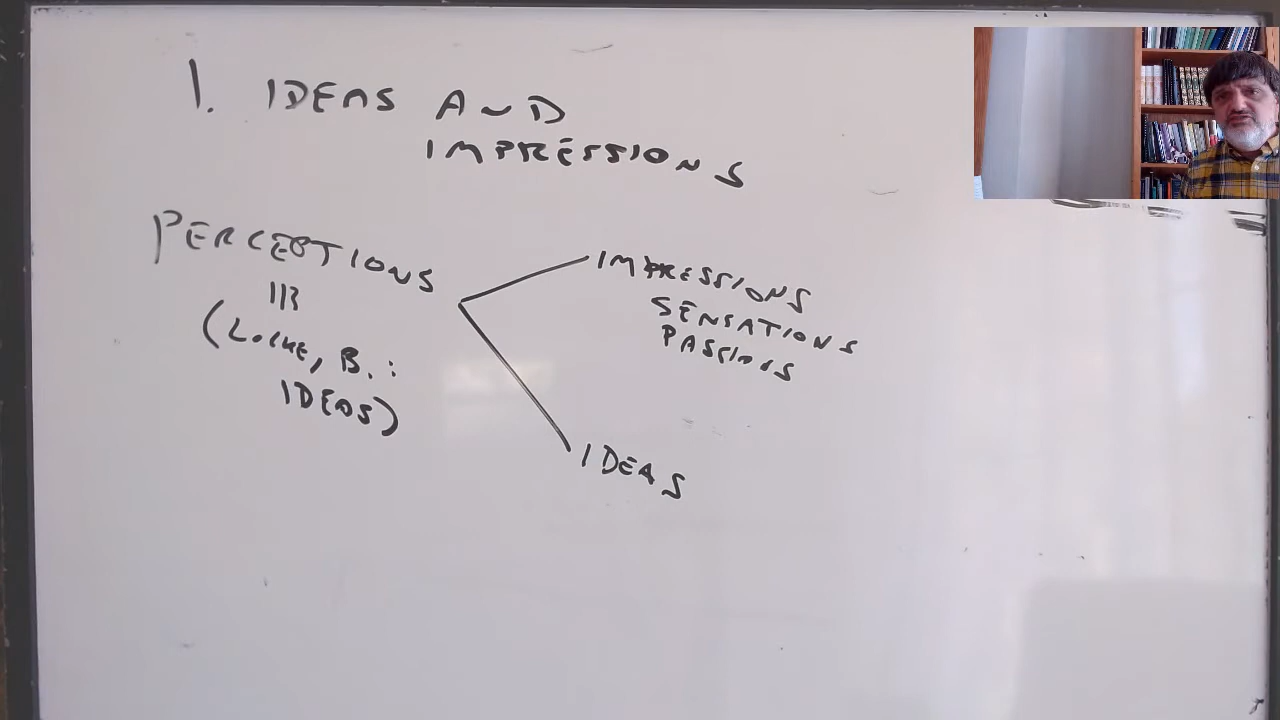 1. IDEAS AND
IMPRESSIONS
PERCEPTIONS
(LOCKE, B.:
IDEAS)
IMPRESSIONS
SENSATIONS
PASSIONS
IDEAS